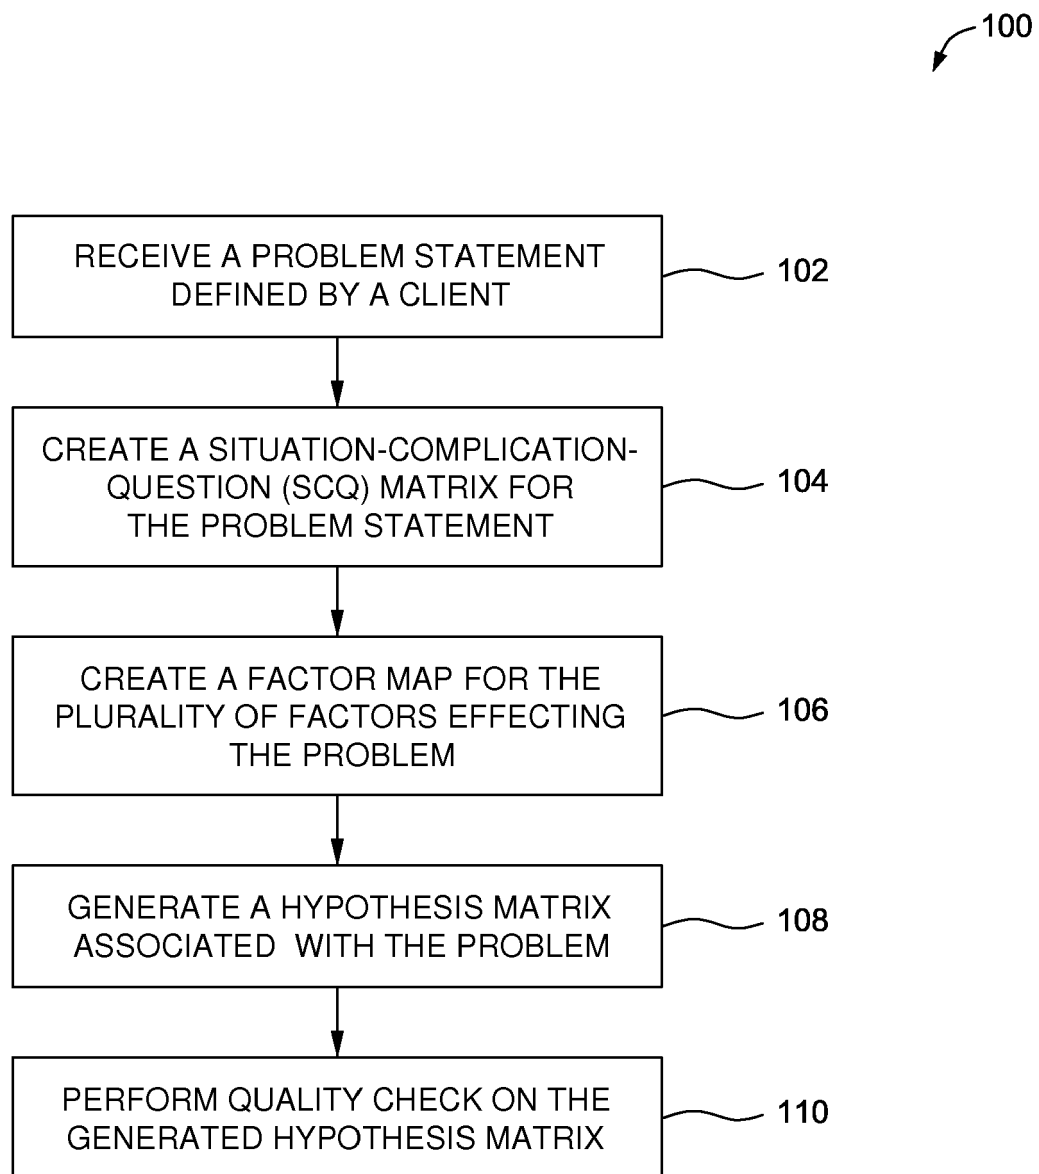 100
RECEIVE A PROBLEM STATEMENT
DEFINED BY A CLIENT
102
CREATE A SITUATION-COMPLICATION-
QUESTION (SCQ) MATRIX FOR
THE PROBLEM STATEMENT
104
CREATE A FACTOR MAP FOR THE
PLURALITY OF FACTORS EFFECTING
THE PROBLEM
106
GENERATE A HYPOTHESIS MATRIX
ASSOCIATED WITH THE PROBLEM
108
PERFORM QUALITY CHECK ON THE
GENERATED HYPOTHESIS MATRIX
110